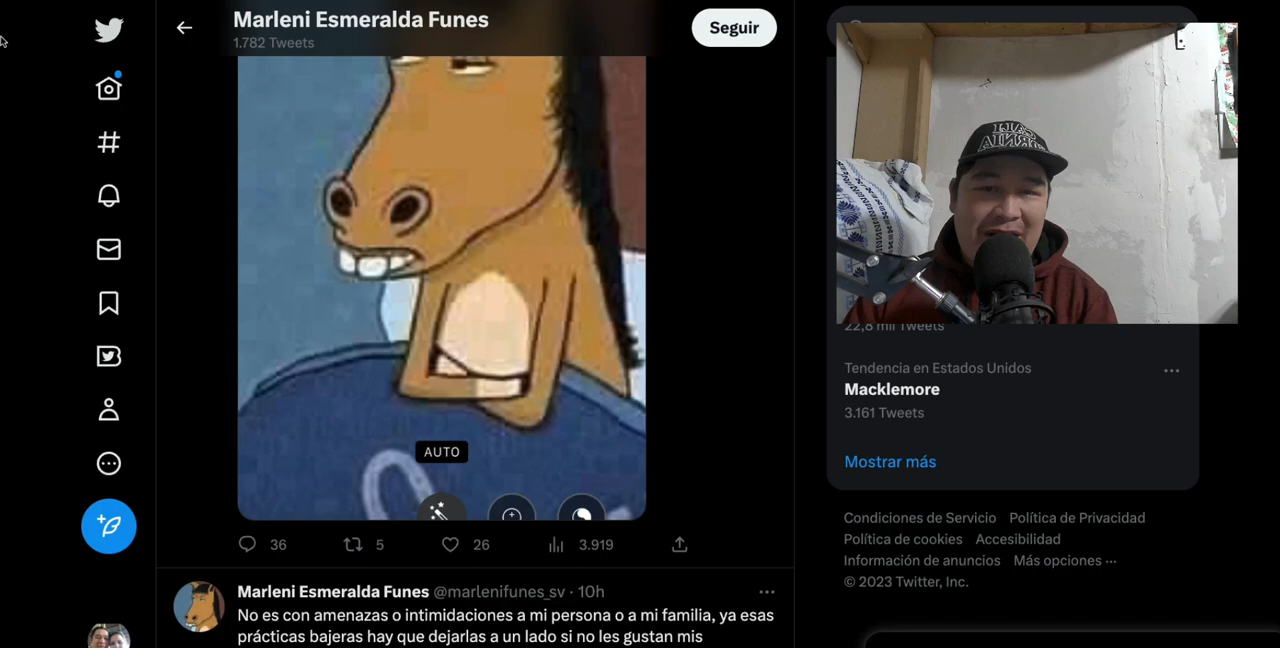 Marleni Esmeralda Funes
1.782 Tweets
Seguir
AUTO
36
5
26
3.919
Marleni Esmeralda Funes @marlenifunes_sv · 10h
No es con amenazas o intimidaciones a mi persona o a mi familia, ya esas
prácticas bajeras hay que dejarlas a un lado si no les gustan mis
22,8 mil Tweets
Tendencia en Estados Unidos
Macklemore
3.161 Tweets
Mostrar más
Condiciones de Servicio Política de Privacidad
Política de cookies Accesibilidad
Información de anuncios Más opciones ···
© 2023 Twitter, Inc.